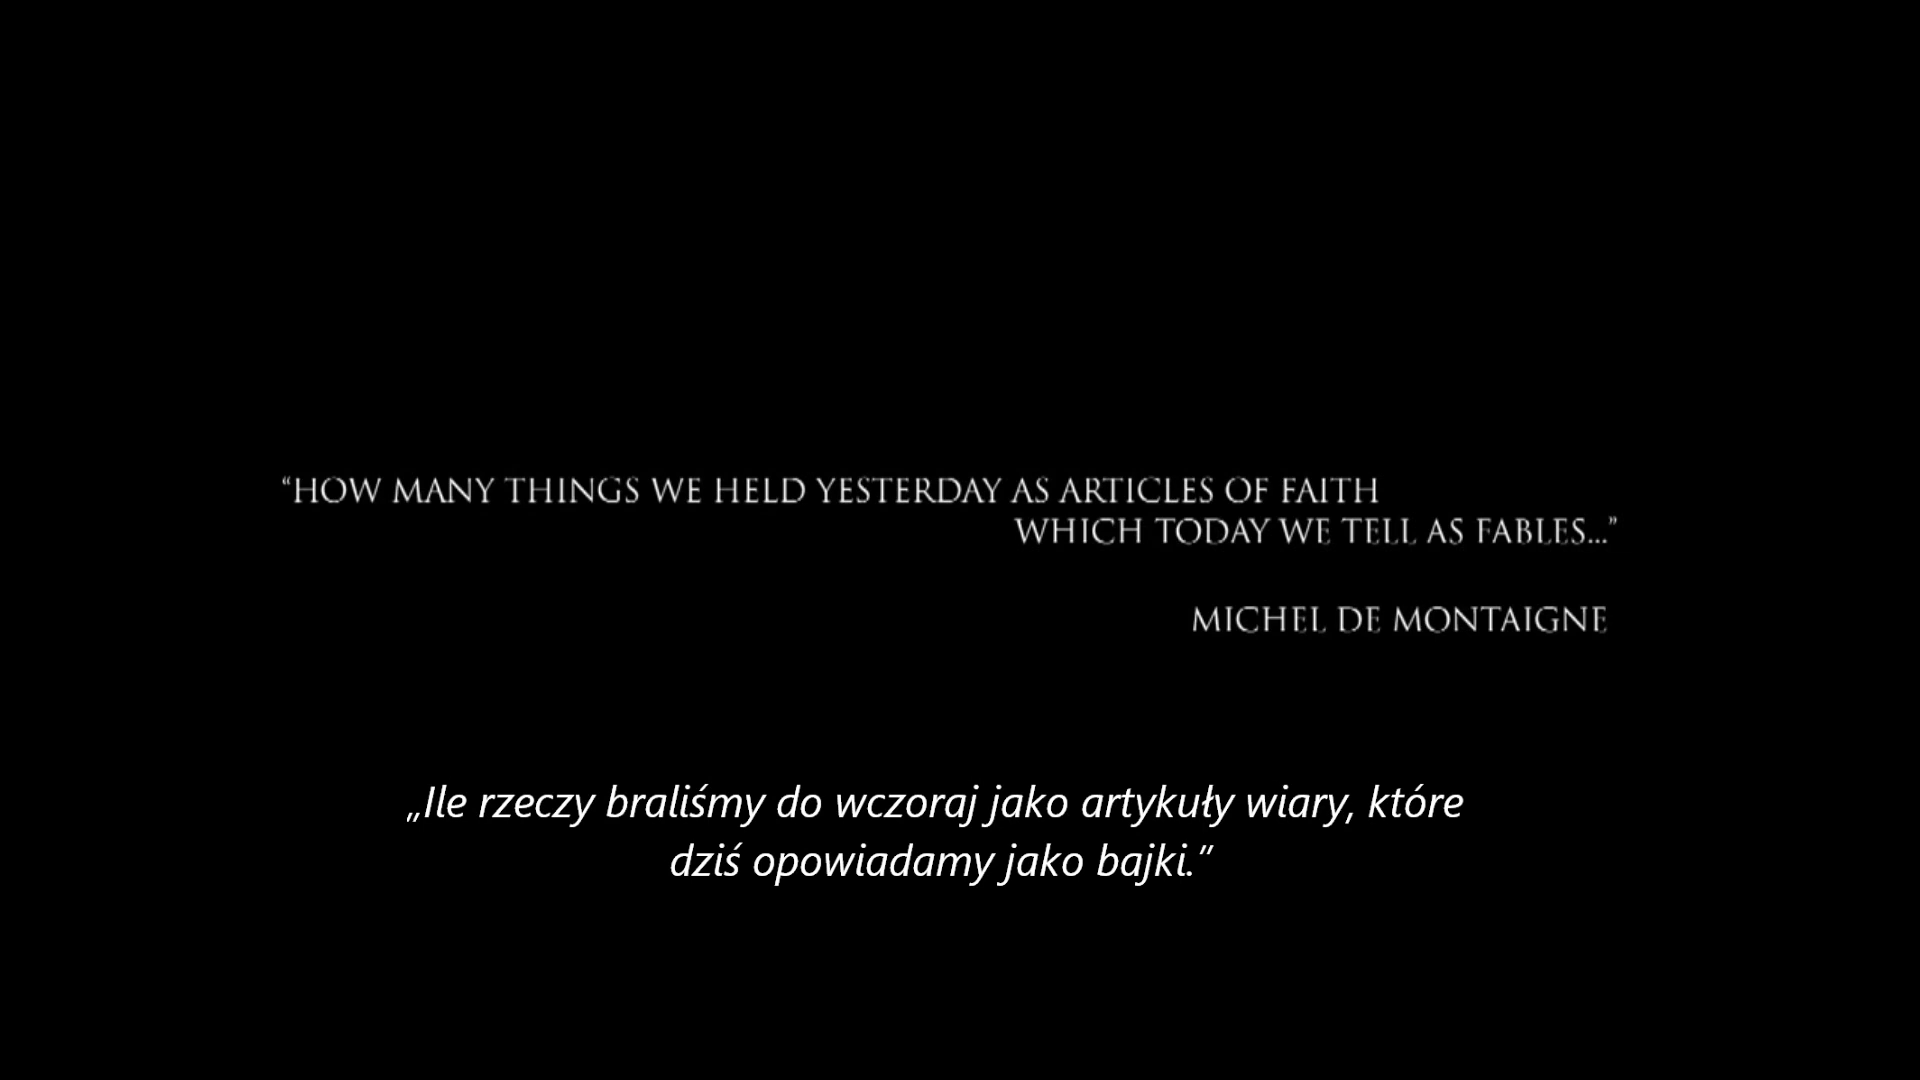 “HOW MANY THINGS WE HELD YESTERDAY AS ARTICLES OF FAITH
WHICH TODAY WE TELL AS FABLES...”
MICHEL DE MONTAIGNE
„Ile rzeczy braliśmy do wczoraj jako artykuły wiary, które
dziś opowiadamy jako bajki.”